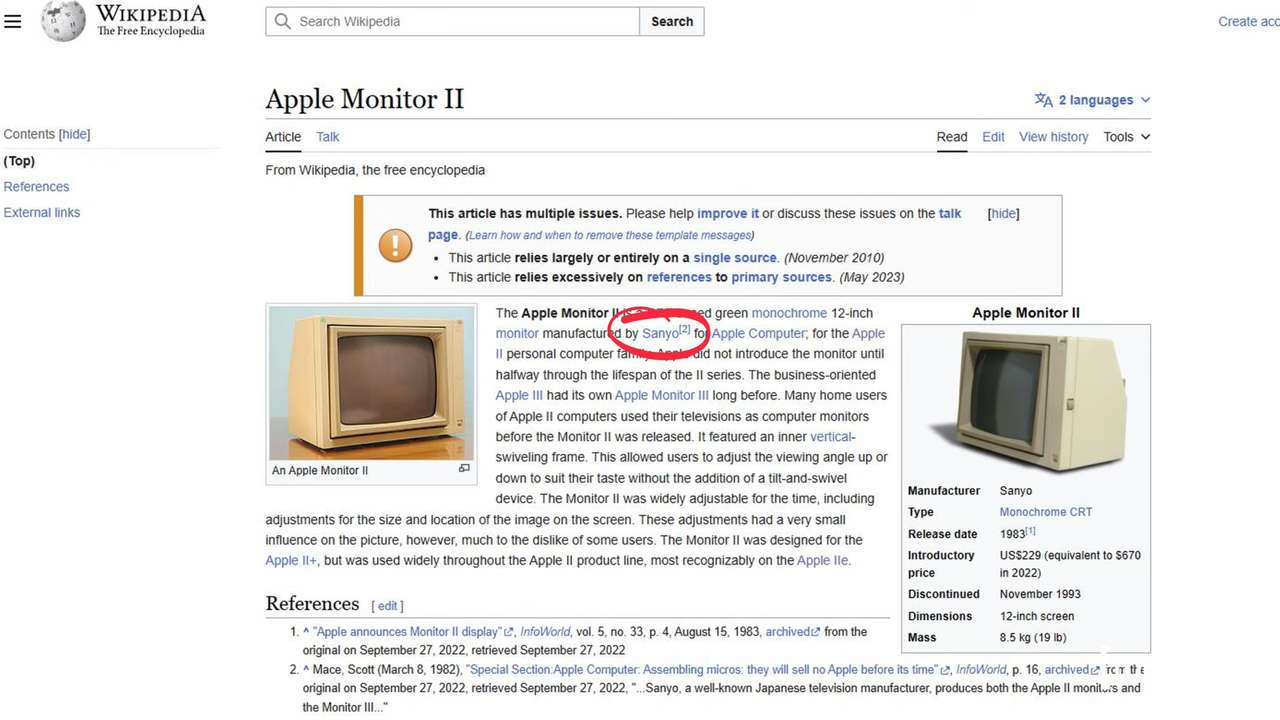 WIKIPEDIA
The Free Encyclopedia
Search Wikipedia
Search
Create acc
Apple Monitor II
2 languages
Contents [hide]
(Top)
References
External links
Article Talk
Read Edit View history Tools
From Wikipedia, the free encyclopedia
This article has multiple issues. Please help improve it or discuss these issues on the talk [hide]
page. (Learn how and when to remove these template messages)
• This article relies largely or entirely on a single source. (November 2010)
• This article relies excessively on references to primary sources. (May 2023)
An Apple Monitor II
The Apple Monitor II is green monochrome 12-inch
monitor manufactured by Sanyo[2] for Apple Computer; for the Apple
II personal computer family. Apple did not introduce the monitor until
halfway through the lifespan of the II series. The business-oriented
Apple III had its own Apple Monitor III long before. Many home users
of Apple II computers used their televisions as computer monitors
before the Monitor II was released. It featured an inner vertical-
swiveling frame. This allowed users to adjust the viewing angle up or
down to suit their taste without the addition of a tilt-and-swivel
device. The Monitor II was widely adjustable for the time, including
adjustments for the size and location of the image on the screen. These adjustments had a very small
influence on the picture, however, much to the dislike of some users. The Monitor II was designed for the
Apple II+, but was used widely throughout the Apple II product line, most recognizably on the Apple IIe.
Apple Monitor II
Manufacturer Sanyo
Type Monochrome CRT
Release date 1983[1]
Introductory US$229 (equivalent to $670
price in 2022)
Discontinued November 1993
Dimensions 12-inch screen
Mass 8.5 kg (19 lb)
References [ edit ]
1. ^ "Apple announces Monitor II display", InfoWorld, vol. 5, no. 33, p. 4, August 15, 1983, archived from the
original on September 27, 2022, retrieved September 27, 2022
2. ^ Mace, Scott (March 8, 1982), "Special Section:Apple Computer: Assembling micros: they will sell no Apple before its time", InfoWorld, p. 16, archived from the
original on September 27, 2022, retrieved September 27, 2022, "...Sanyo, a well-known Japanese television manufacturer, produces both the Apple II monitors and
the Monitor III..."